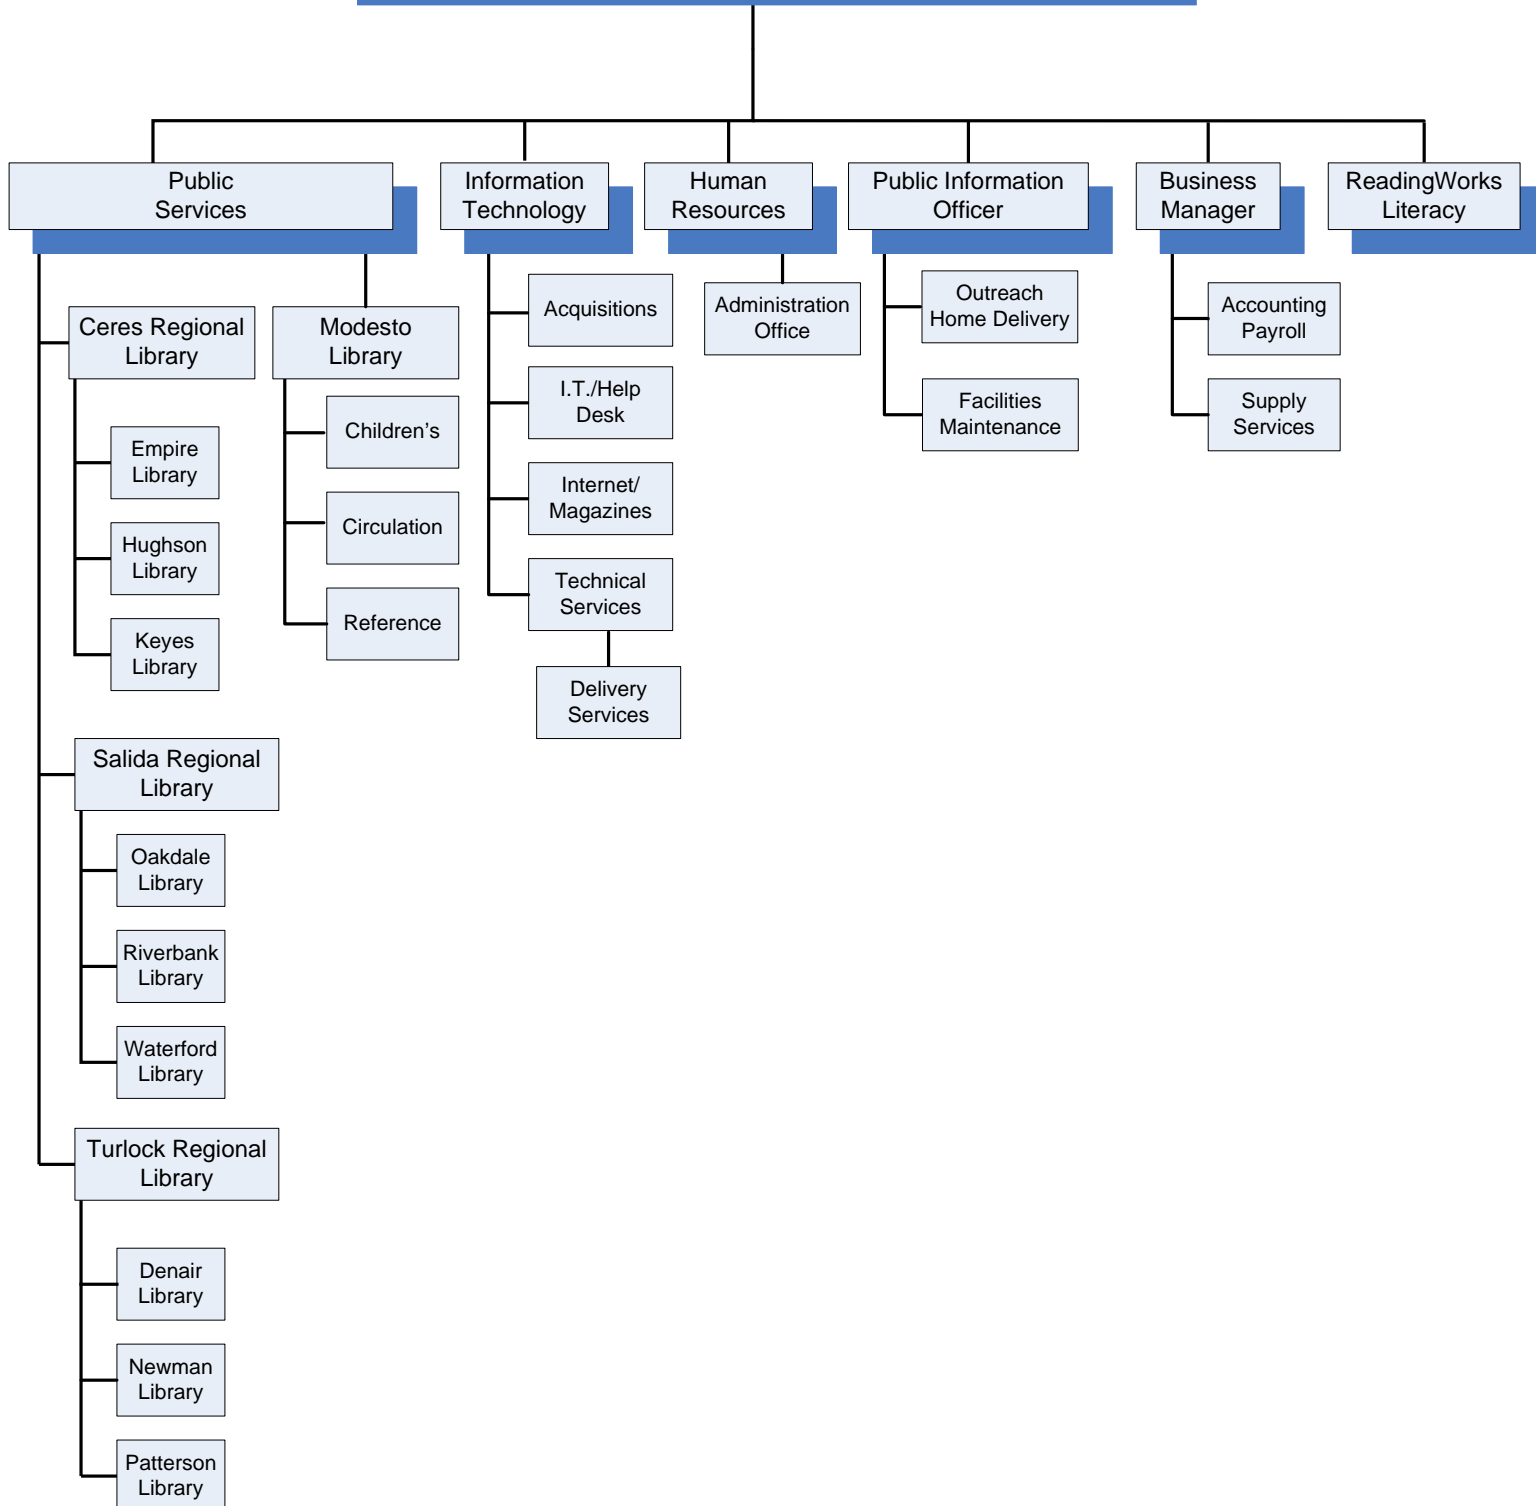 Public
Services
Information
Technology
Human
Resources
Public Information
Officer
Business
Manager
ReadingWorks
Literacy
Ceres Regional
Library
Empire
Library
Hughson
Library
Keyes
Library
Modesto
Library
Children’s
Circulation
Reference
Salida Regional
Library
Oakdale
Library
Riverbank
Library
Waterford
Library
Turlock Regional
Library
Denair
Library
Newman
Library
Patterson
Library
Acquisitions
I.T./Help
Desk
Internet/
Magazines
Technical
Services
Delivery
Services
Administration
Office
Outreach
Home Delivery
Facilities
Maintenance
Accounting
Payroll
Supply
Services